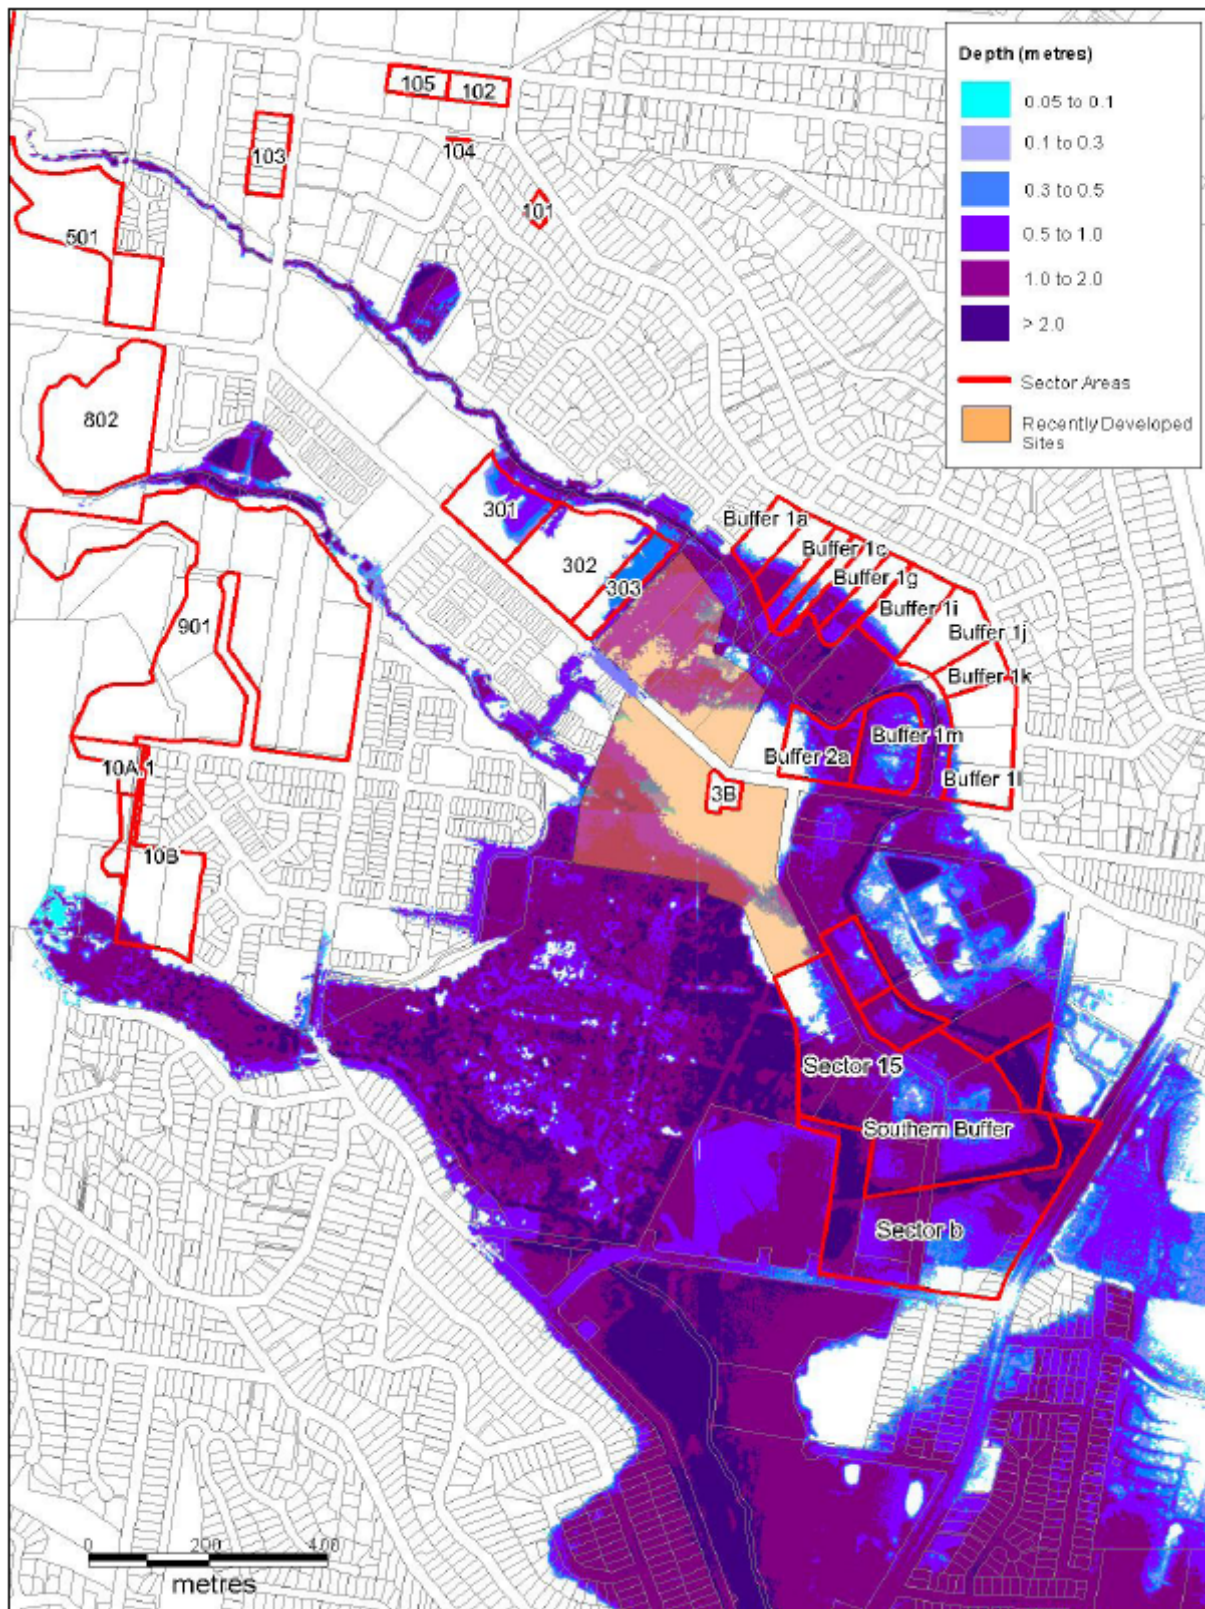 Depth (metres)
0.05 to 0.1
0.1 to 0.3
0.3 to 0.5
0.5 to 1.0
1.0 to 2.0
> 2.0
Sector Areas
Recently Developed
Sites
105
102
103
104
101
501
802
301
302
303
Buffer 1a
Buffer 1c
Buffer 1g
Buffer 1i
Buffer 1j
Buffer 1k
Buffer 1m
Buffer 2a
Buffer 1l
3B
901
10A.1
10B
Sector 15
Southern Buffer
Sector b
0 200 400
metres